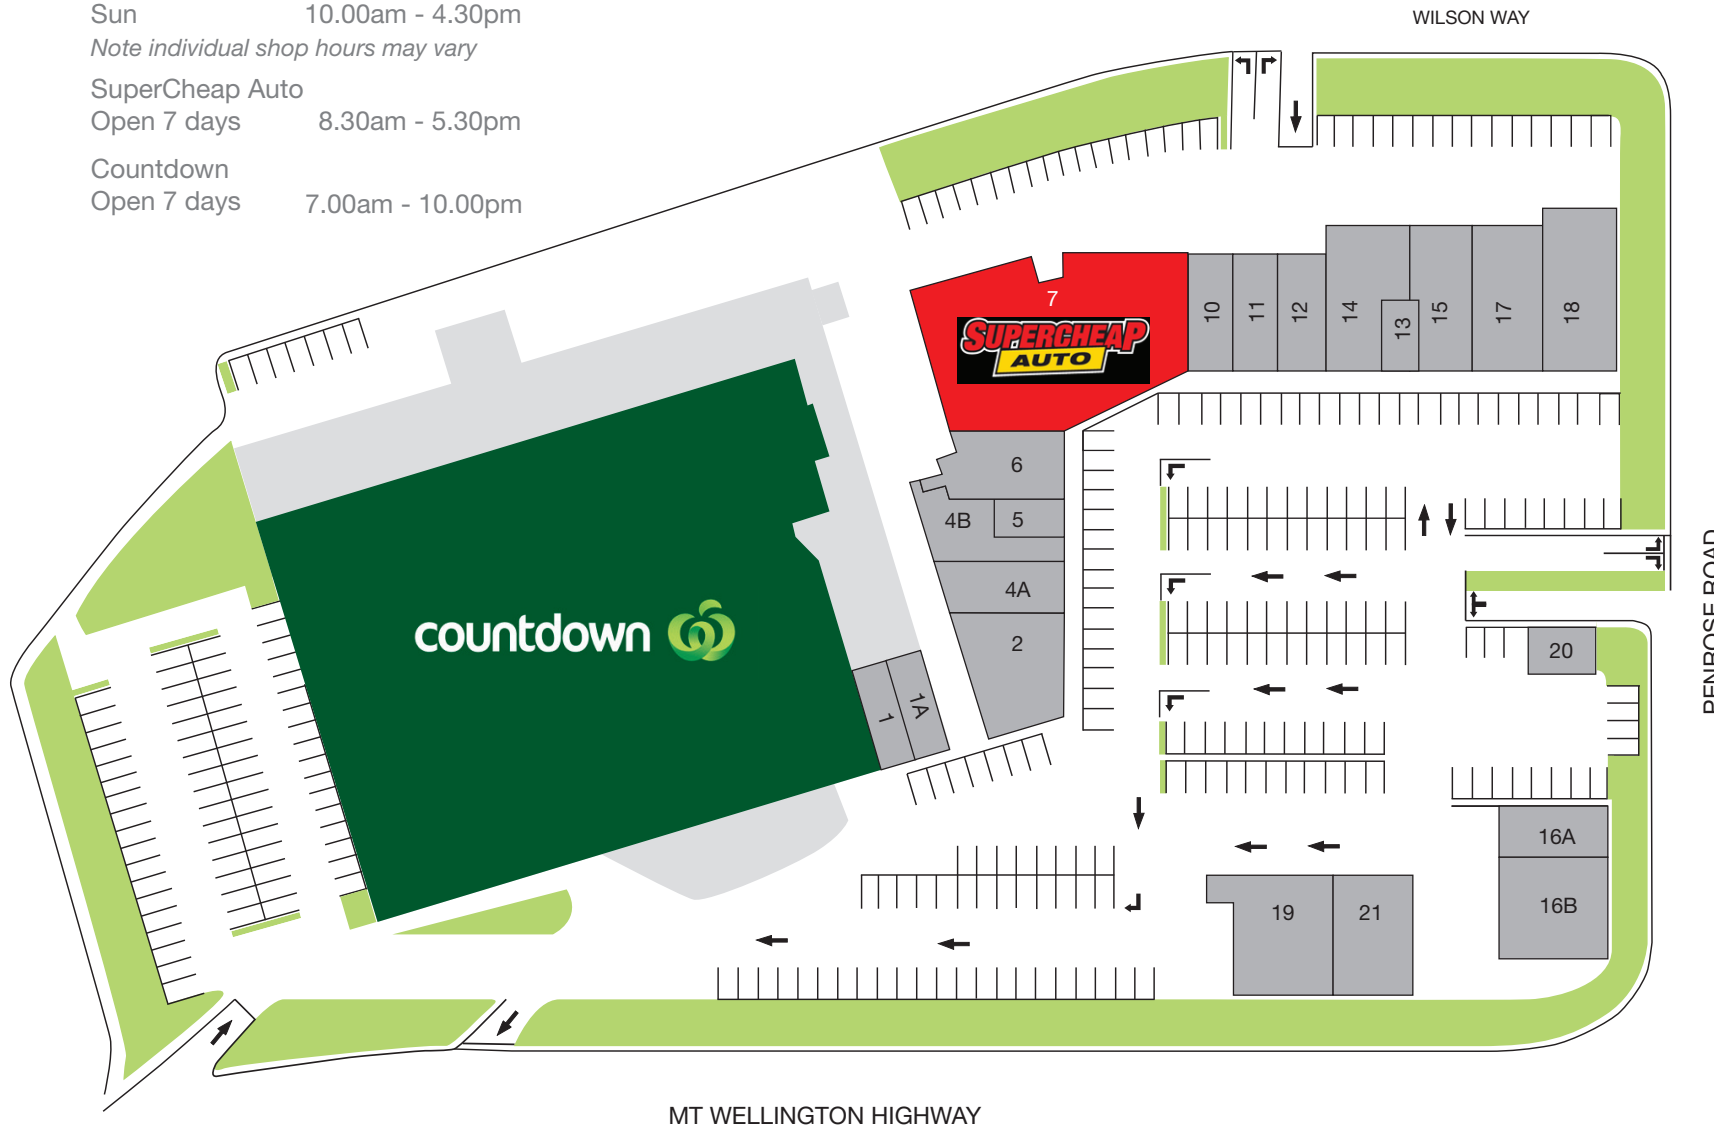 Sun 10.00am - 4.30pm
Note individual shop hours may vary
SuperCheap Auto
Open 7 days 8.30am - 5.30pm
Countdown
Open 7 days 7.00am - 10.00pm
WILSON WAY
7
SUPERCHEAP
AUTO
10
11
12
14
13
15
17
18
6
4B
5
4A
2
countdown
1
1A
20
16A
16B
19
21
PENROSE ROAD
MT WELLINGTON HIGHWAY